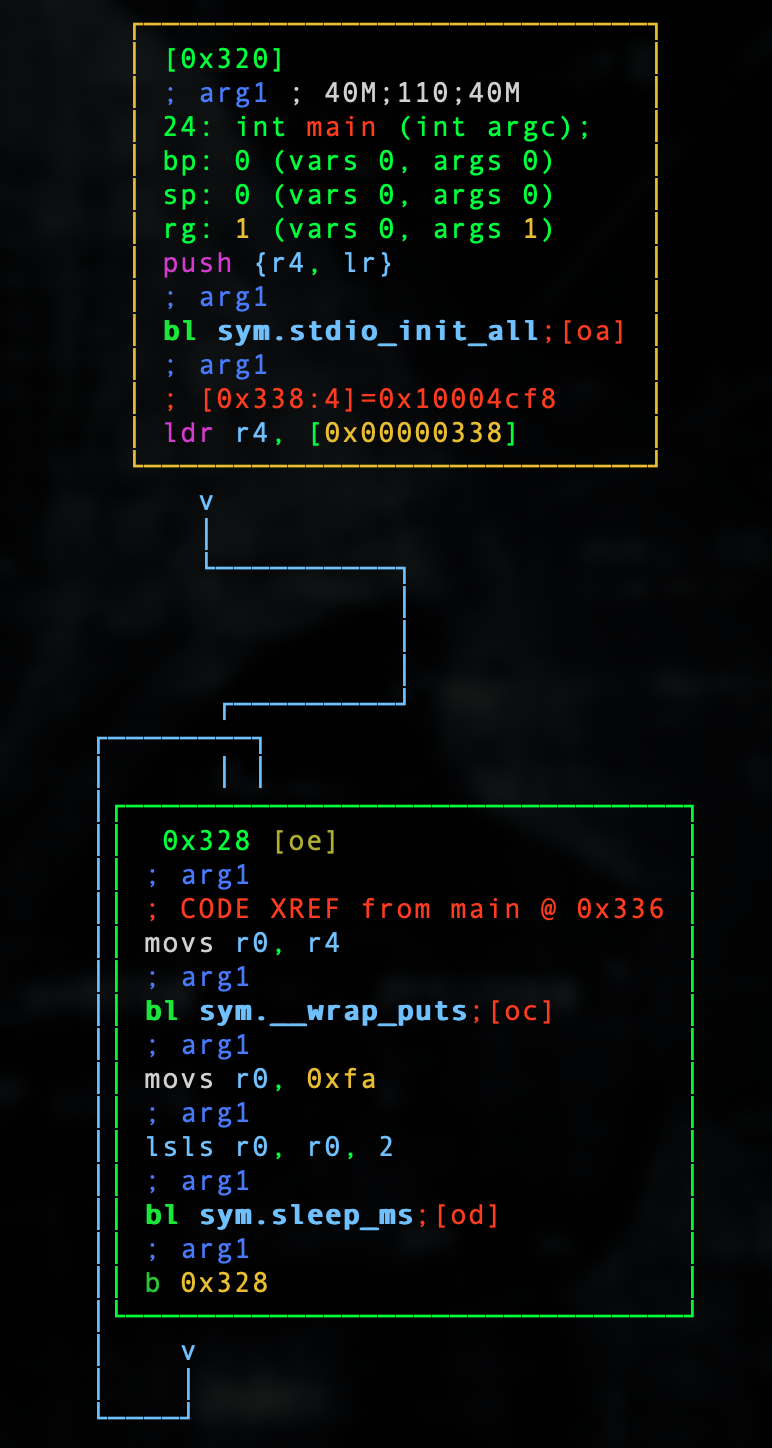 [0x320]
; arg1 ; 40M;110;40M
24: int main (int argc);
bp: 0 (vars 0, args 0)
sp: 0 (vars 0, args 0)
rg: 1 (vars 0, args 1)
push {r4, lr}
; arg1
bl sym.stdio_init_all;[oa]
; arg1
; [0x338:4]=0x10004cf8
ldr r4, [0x00000338]
v
0x328 [oe]
; arg1
; CODE XREF from main @ 0x336
movs r0, r4
; arg1
bl sym.__wrap_puts;[oc]
; arg1
movs r0, 0xfa
; arg1
lsls r0, r0, 2
; arg1
bl sym.sleep_ms;[od]
; arg1
b 0x328
v